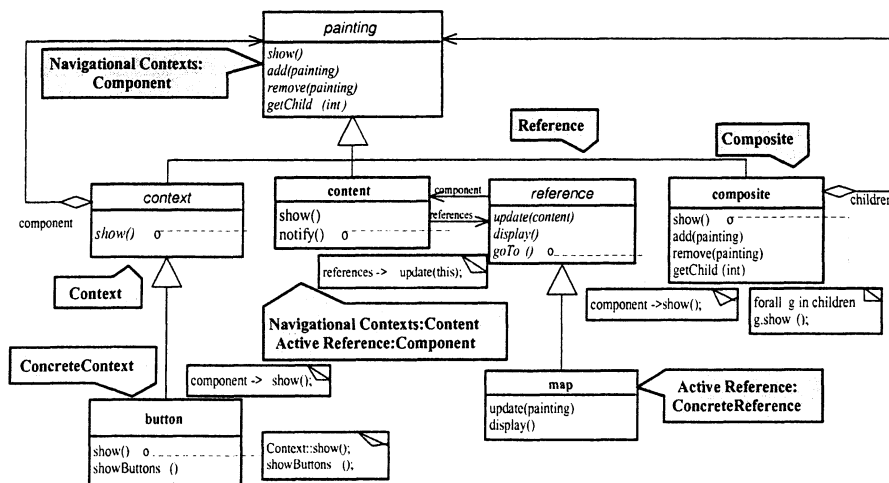 painting
show()
add(painting)
remove(painting)
getChild (int)
Navigational Contexts:
Component
Reference
Composite
context
show() o
component
content
show()
notify() o
component
references
reference
update(content)
display()
goTo () o
composite
show() o
add(painting)
remove(painting)
getChild (int)
children
references -> update(this);
Context
component ->show();
forall g in children
g.show ();
Navigational Contexts:Content
Active Reference:Component
ConcreteContext
component -> show();
map
update(painting)
display()
Active Reference:
ConcreteReference
button
show() o
showButtons ()
Context::show();
showButtons ();